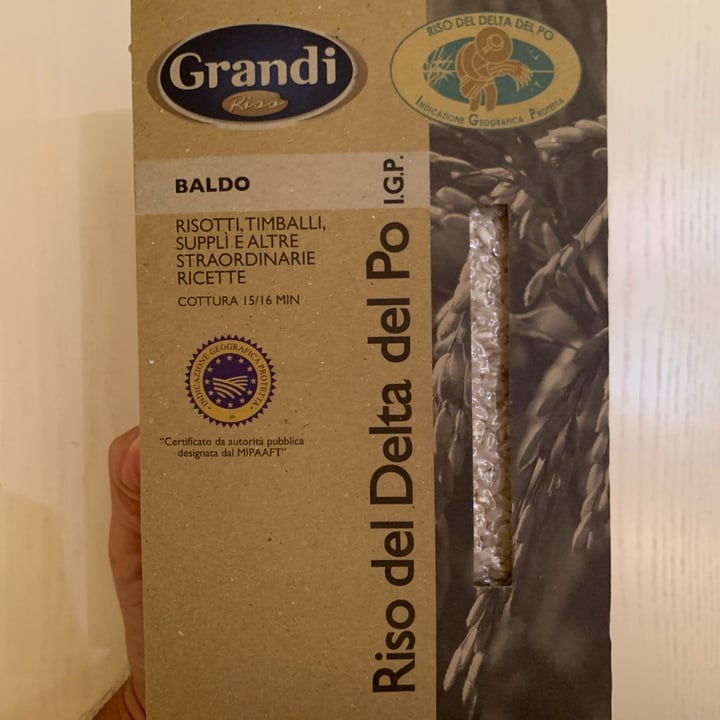 Grandi
Riso
RISO DEL DELTA DEL PO
INDICAZIONE GEOGRAFICA PROTETTA
BALDO
RISOTTI, TIMBALLI,
SUPPLÌ E ALTRE
STRAORDINARIE
RICETTE
COTTURA 15/16 MIN
INDICAZIONE GEOGRAFICA PROTETTA
"Certificato da autorità pubblica
designata dal MIPAAFT"
Riso del Delta del Po I.G.P.